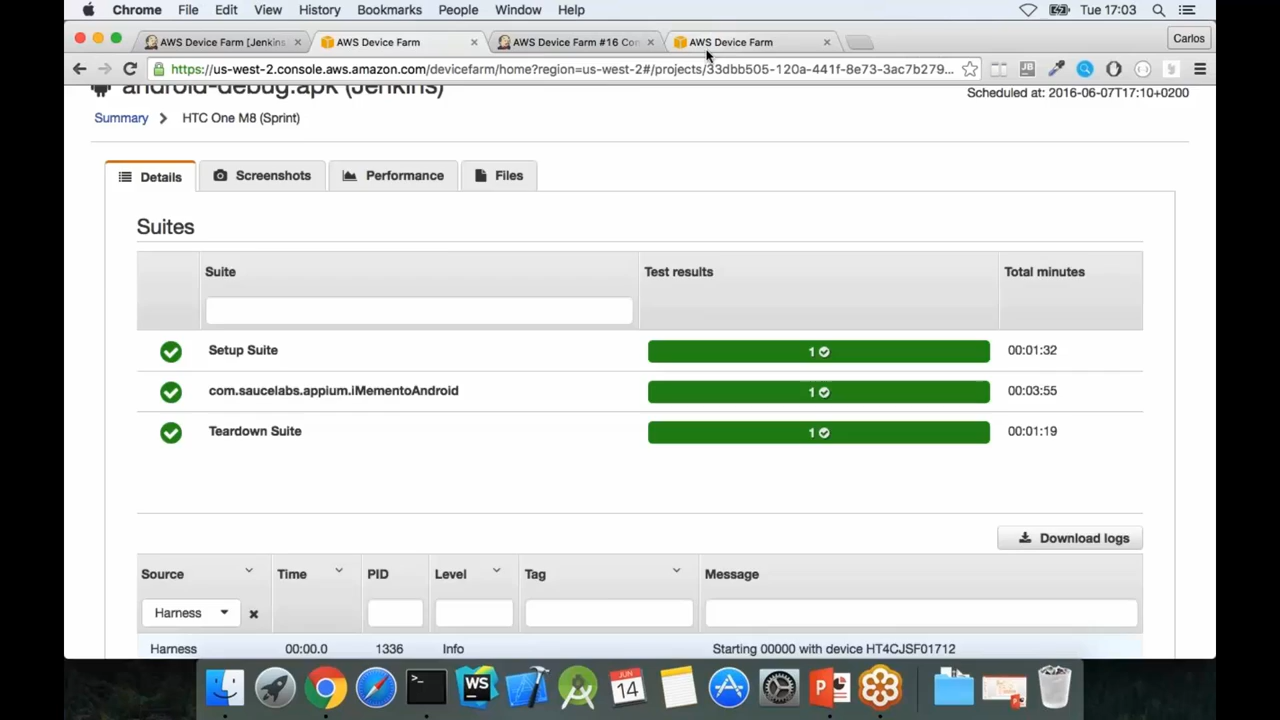 Chrome File Edit View History Bookmarks People Window Help Tue 17:03
AWS Device Farm [Jenkins AWS Device Farm AWS Device Farm #16 Con AWS Device Farm Carlos
https://us-west-2.console.aws.amazon.com/devicefarm/home?region=us-west-2#/projects/33dbb505-120a-441f-8e73-3ac7b279...
android-debug.apk (Jenkins) Scheduled at: 2016-06-07T17:10+0200
Summary HTC One M8 (Sprint)
Details Screenshots Performance Files
Suites
Suite Test results Total minutes
Setup Suite 1 00:01:32
com.saucelabs.appium.iMementoAndroid 1 00:03:55
Teardown Suite 1 00:01:19
Download logs
Source Time PID Level Tag Message
Harness
Harness 00:00.0 1336 Info Starting 00000 with device HT4CJSF01712
JUN
WS 14 P